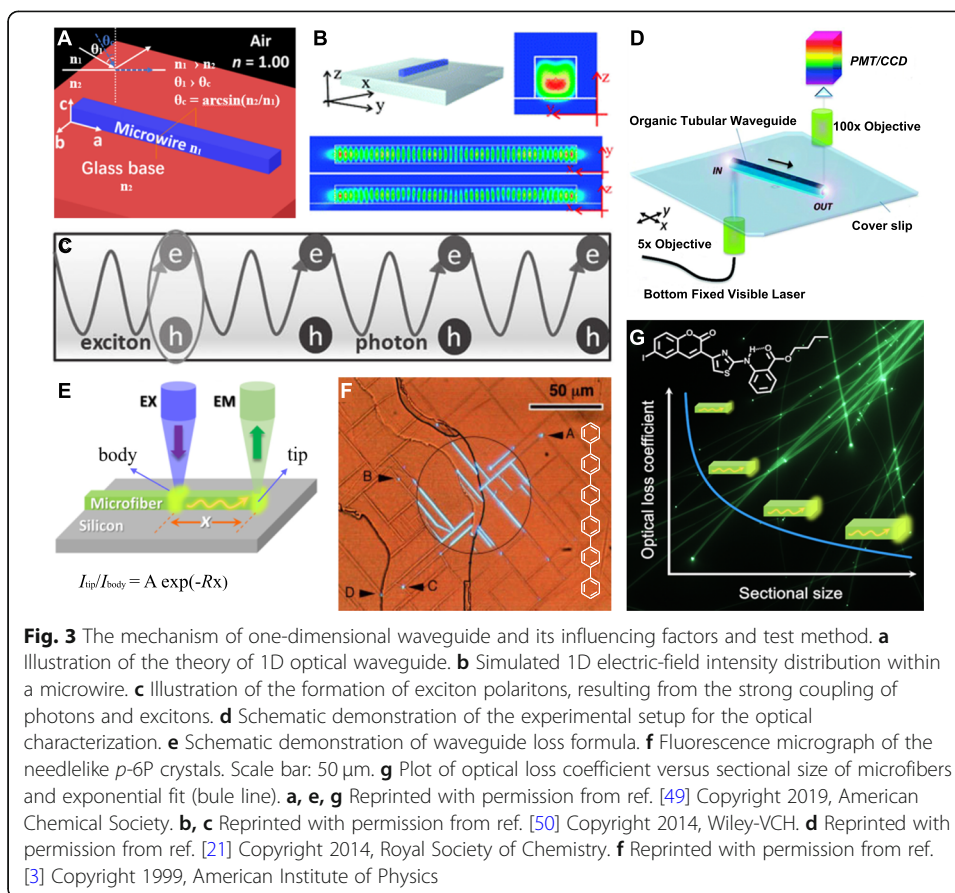 A
θ₁
θ
n₁
n₂
Air
n = 1.00
n₁ › n₂
θ₁ › θc
θc = arcsin(n₂/n₁)
c
b
a
Microwire n₁
Glass base
n₂
B
z
x
y
z
y
y
x
z
x
C
e
e
e
e
h
h
h
h
exciton
photon
D
PMT/CCD
Organic Tubular Waveguide
100x Objective
IN
OUT
y
x
Cover slip
5x Objective
Bottom Fixed Visible Laser
E
EX
EM
body
tip
Microfiber
x
Silicon
Itip/Ibody = A exp(-Rx)
F
50 μm
A
B
D
C
G
O
O
I
N
H
O
S
N
O
Optical loss coefficient
Sectional size
Fig. 3 The mechanism of one-dimensional waveguide and its influencing factors and test method. a
Illustration of the theory of 1D optical waveguide. b Simulated 1D electric-field intensity distribution within
a microwire. c Illustration of the formation of exciton polaritons, resulting from the strong coupling of
photons and excitons. d Schematic demonstration of the experimental setup for the optical
characterization. e Schematic demonstration of waveguide loss formula. f Fluorescence micrograph of the
needlelike p-6P crystals. Scale bar: 50 μm. g Plot of optical loss coefficient versus sectional size of microfibers
and exponential fit (bule line). a, e, g Reprinted with permission from ref. [49] Copyright 2019, American
Chemical Society. b, c Reprinted with permission from ref. [50] Copyright 2014, Wiley-VCH. d Reprinted with
permission from ref. [21] Copyright 2014, Royal Society of Chemistry. f Reprinted with permission from ref.
[3] Copyright 1999, American Institute of Physics